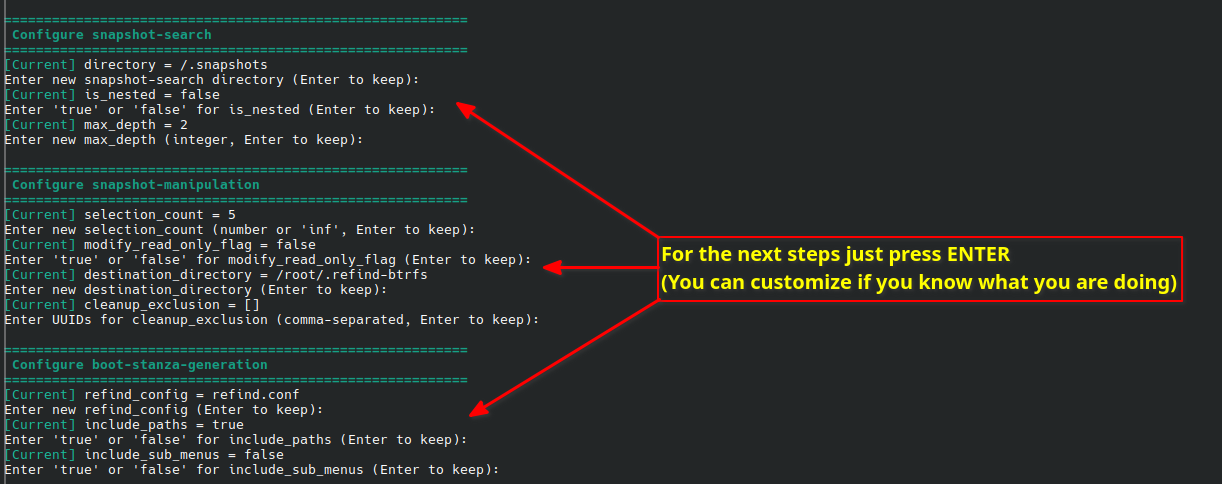 ==========================================================
Configure snapshot-search
==========================================================
[Current] directory = /.snapshots
Enter new snapshot-search directory (Enter to keep):
[Current] is_nested = false
Enter 'true' or 'false' for is_nested (Enter to keep):
[Current] max_depth = 2
Enter new max_depth (integer, Enter to keep):
==========================================================
Configure snapshot-manipulation
==========================================================
[Current] selection_count = 5
Enter new selection_count (number or 'inf', Enter to keep):
[Current] modify_read_only_flag = false
Enter 'true' or 'false' for modify_read_only_flag (Enter to keep):
[Current] destination_directory = /root/.refind-btrfs
Enter new destination_directory (Enter to keep):
[Current] cleanup_exclusion = []
Enter UUIDs for cleanup_exclusion (comma-separated, Enter to keep):
==========================================================
Configure boot-stanza-generation
==========================================================
[Current] refind_config = refind.conf
Enter new refind_config (Enter to keep):
[Current] include_paths = true
Enter 'true' or 'false' for include_paths (Enter to keep):
[Current] include_sub_menus = false
Enter 'true' or 'false' for include_sub_menus (Enter to keep):
For the next steps just press ENTER
(You can customize if you know what you are doing)